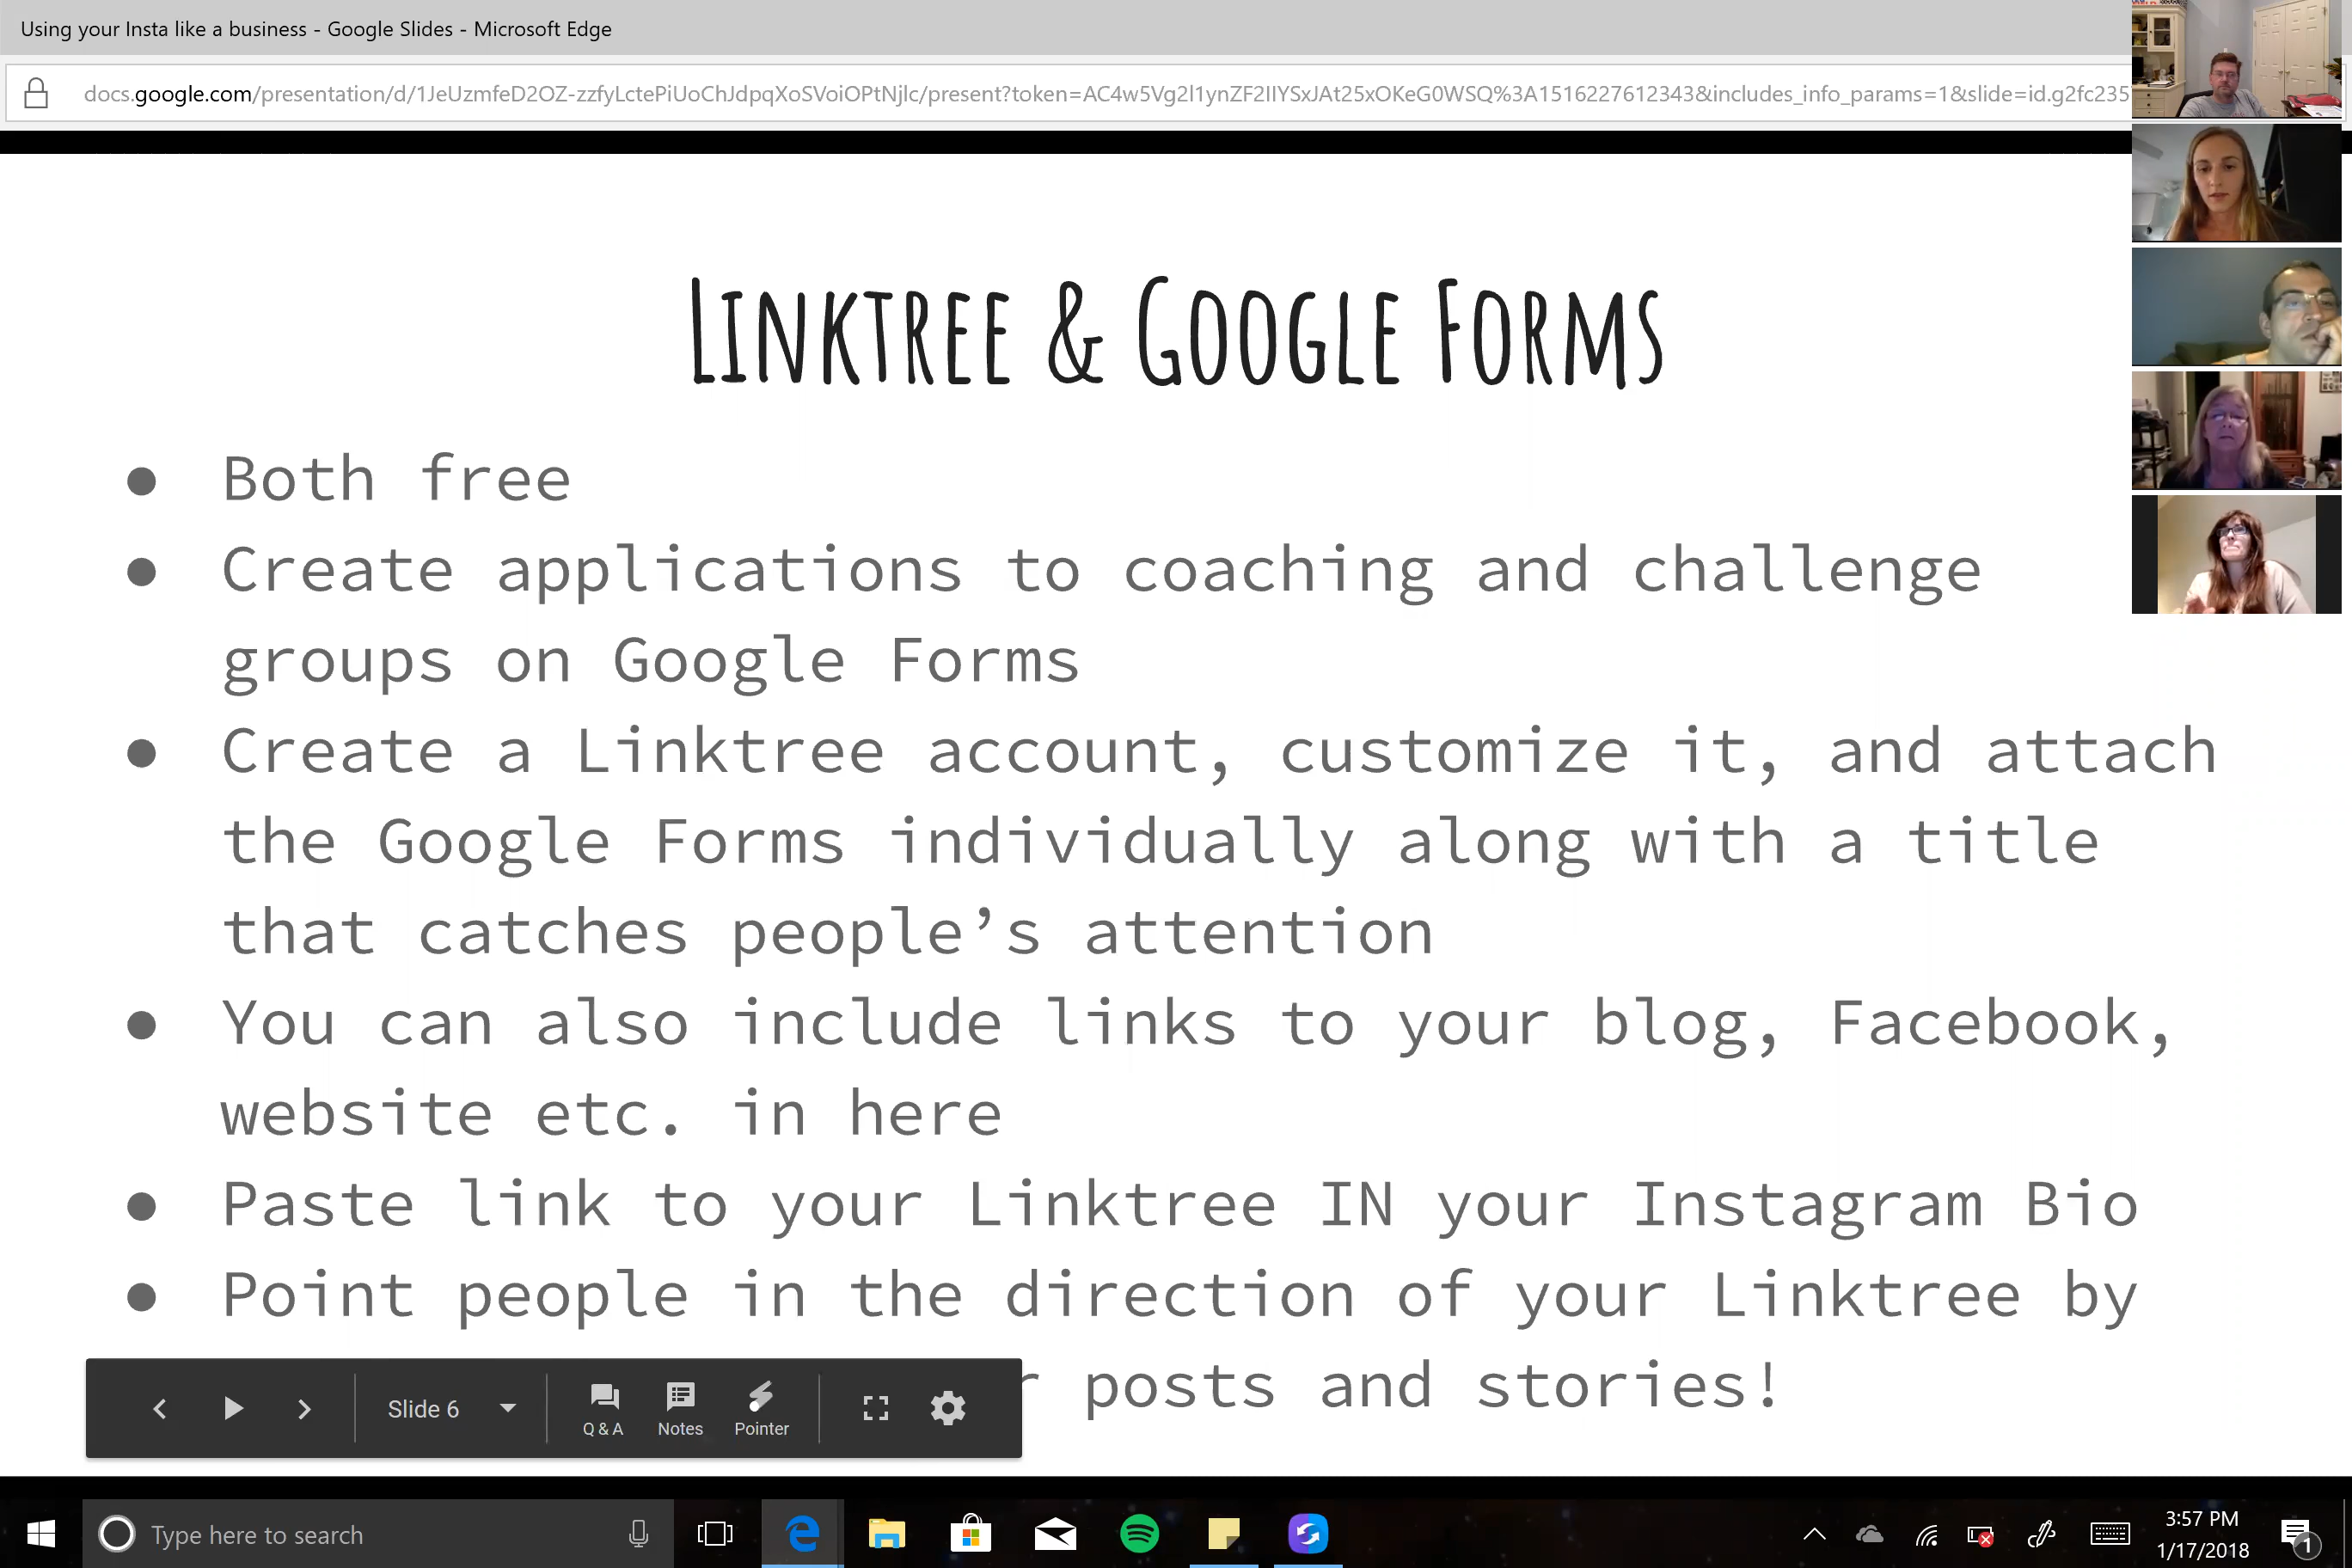 Using your Insta like a business - Google Slides - Microsoft Edge
docs.google.com/presentation/d/1JeUzmfeD2OZ-zzfyLctePiUoChJdpqXoSVoiOPtNjlc/present?token=AC4w5Vg2l1ynZF2IIYSxJAt25xOKeG0WSQ%3A1516227612343&includes_info_params=1&slide=id.g2fc235
LINKTREE & GOOGLE FORMS
● Both free
● Create applications to coaching and challenge
groups on Google Forms
● Create a Linktree account, customize it, and attach
the Google Forms individually along with a title
that catches people’s attention
● You can also include links to your blog, Facebook,
website etc. in here
● Paste link to your Linktree IN your Instagram Bio
● Point people in the direction of your Linktree by
posts and stories!
Slide 6
Q & A
Notes
Pointer
Type here to search
3:57 PM
1/17/2018
1